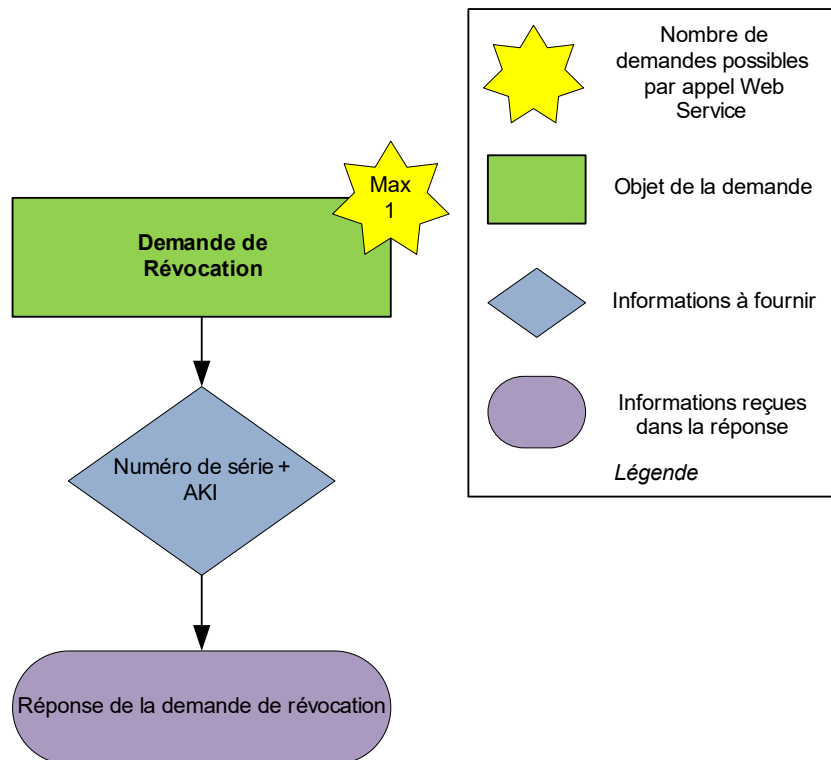 Max
1
Demande de
Révocation
Numéro de série +
AKI
Réponse de la demande de révocation
Nombre de
demandes possibles
par appel Web
Service
Objet de la demande
Informations à fournir
Informations reçues
dans la réponse
Légende